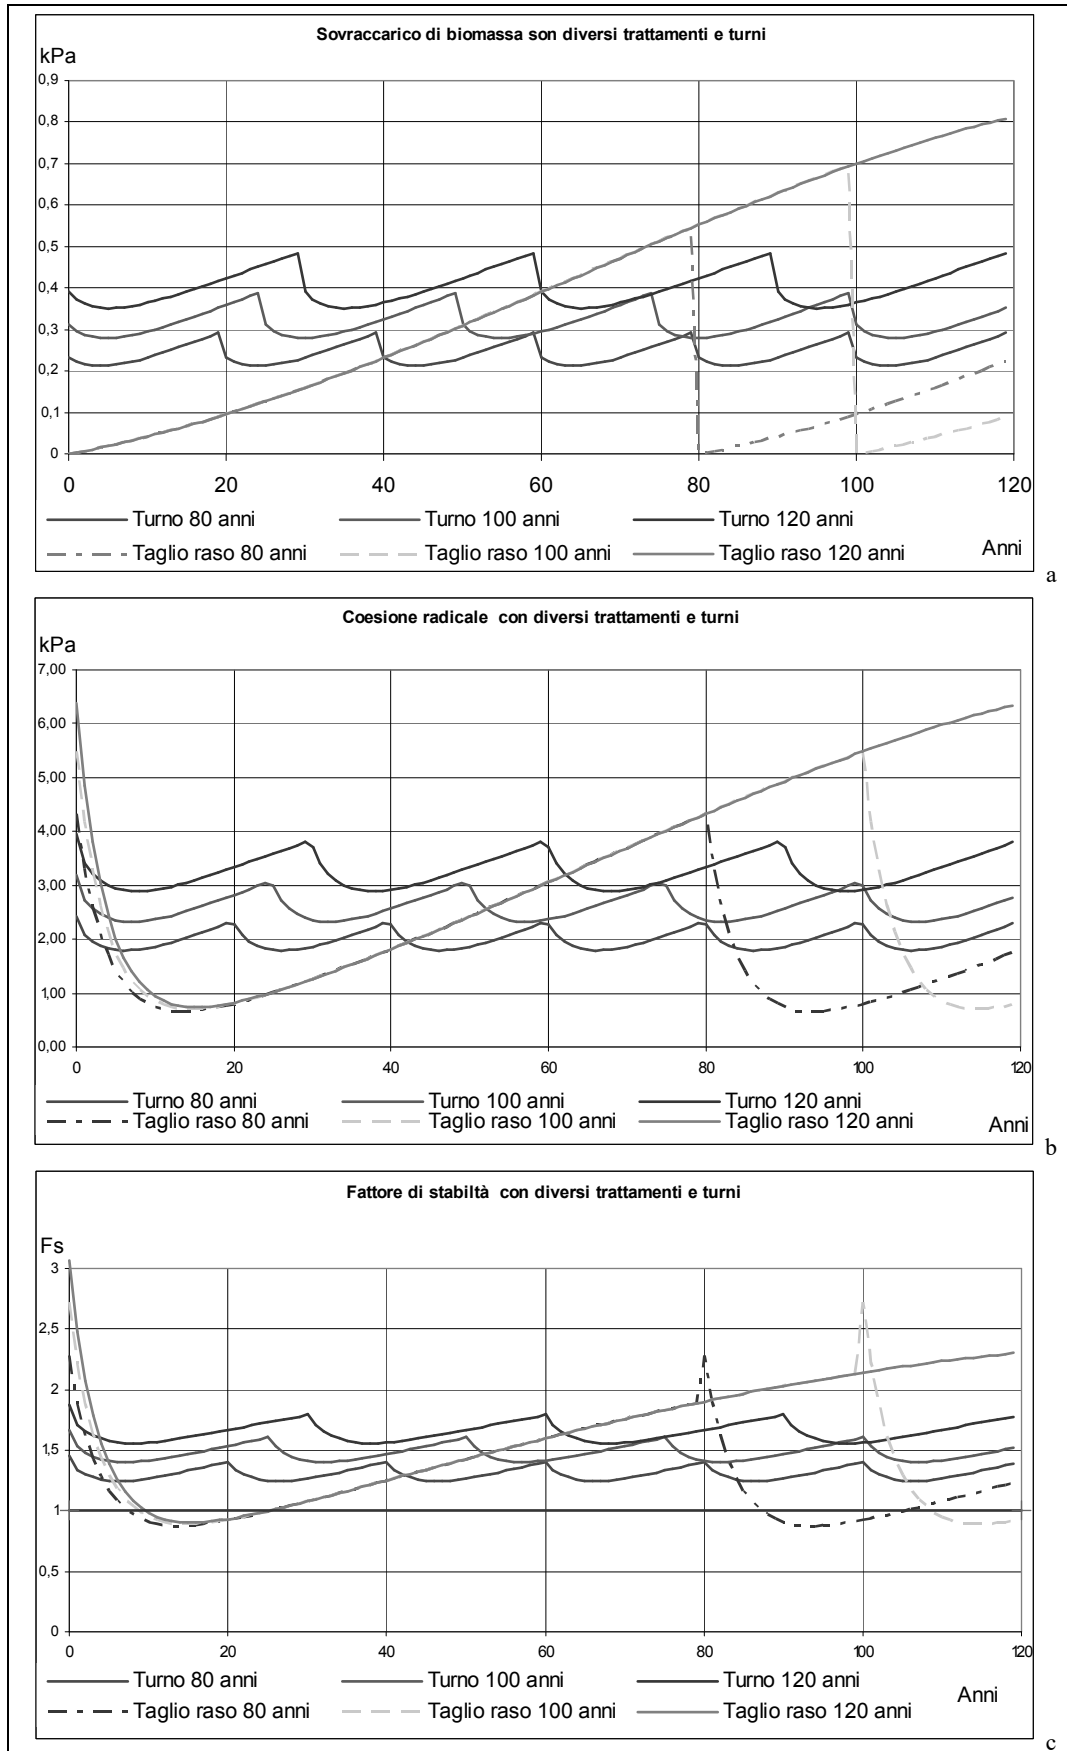 Sovraccarico di biomassa son diversi trattamenti e turni
kPa
0,9
0,8
0,7
0,6
0,5
0,4
0,3
0,2
0,1
0
0 20 40 60 80 100 120
Turno 80 anni Turno 100 anni Turno 120 anni
Taglio raso 80 anni Taglio raso 100 anni Taglio raso 120 anni Anni
a
Coesione radicale con diversi trattamenti e turni
kPa
7,00
6,00
5,00
4,00
3,00
2,00
1,00
0,00
0 20 40 60 80 100 120
Turno 80 anni Turno 100 anni Turno 120 anni
Taglio raso 80 anni Taglio raso 100 anni Taglio raso 120 anni Anni
b
Fattore di stabiltà con diversi trattamenti e turni
Fs
3
2,5
2
1,5
1
0,5
0
0 20 40 60 80 100 120
Turno 80 anni Turno 100 anni Turno 120 anni
Taglio raso 80 anni Taglio raso 100 anni Taglio raso 120 anni Anni
c